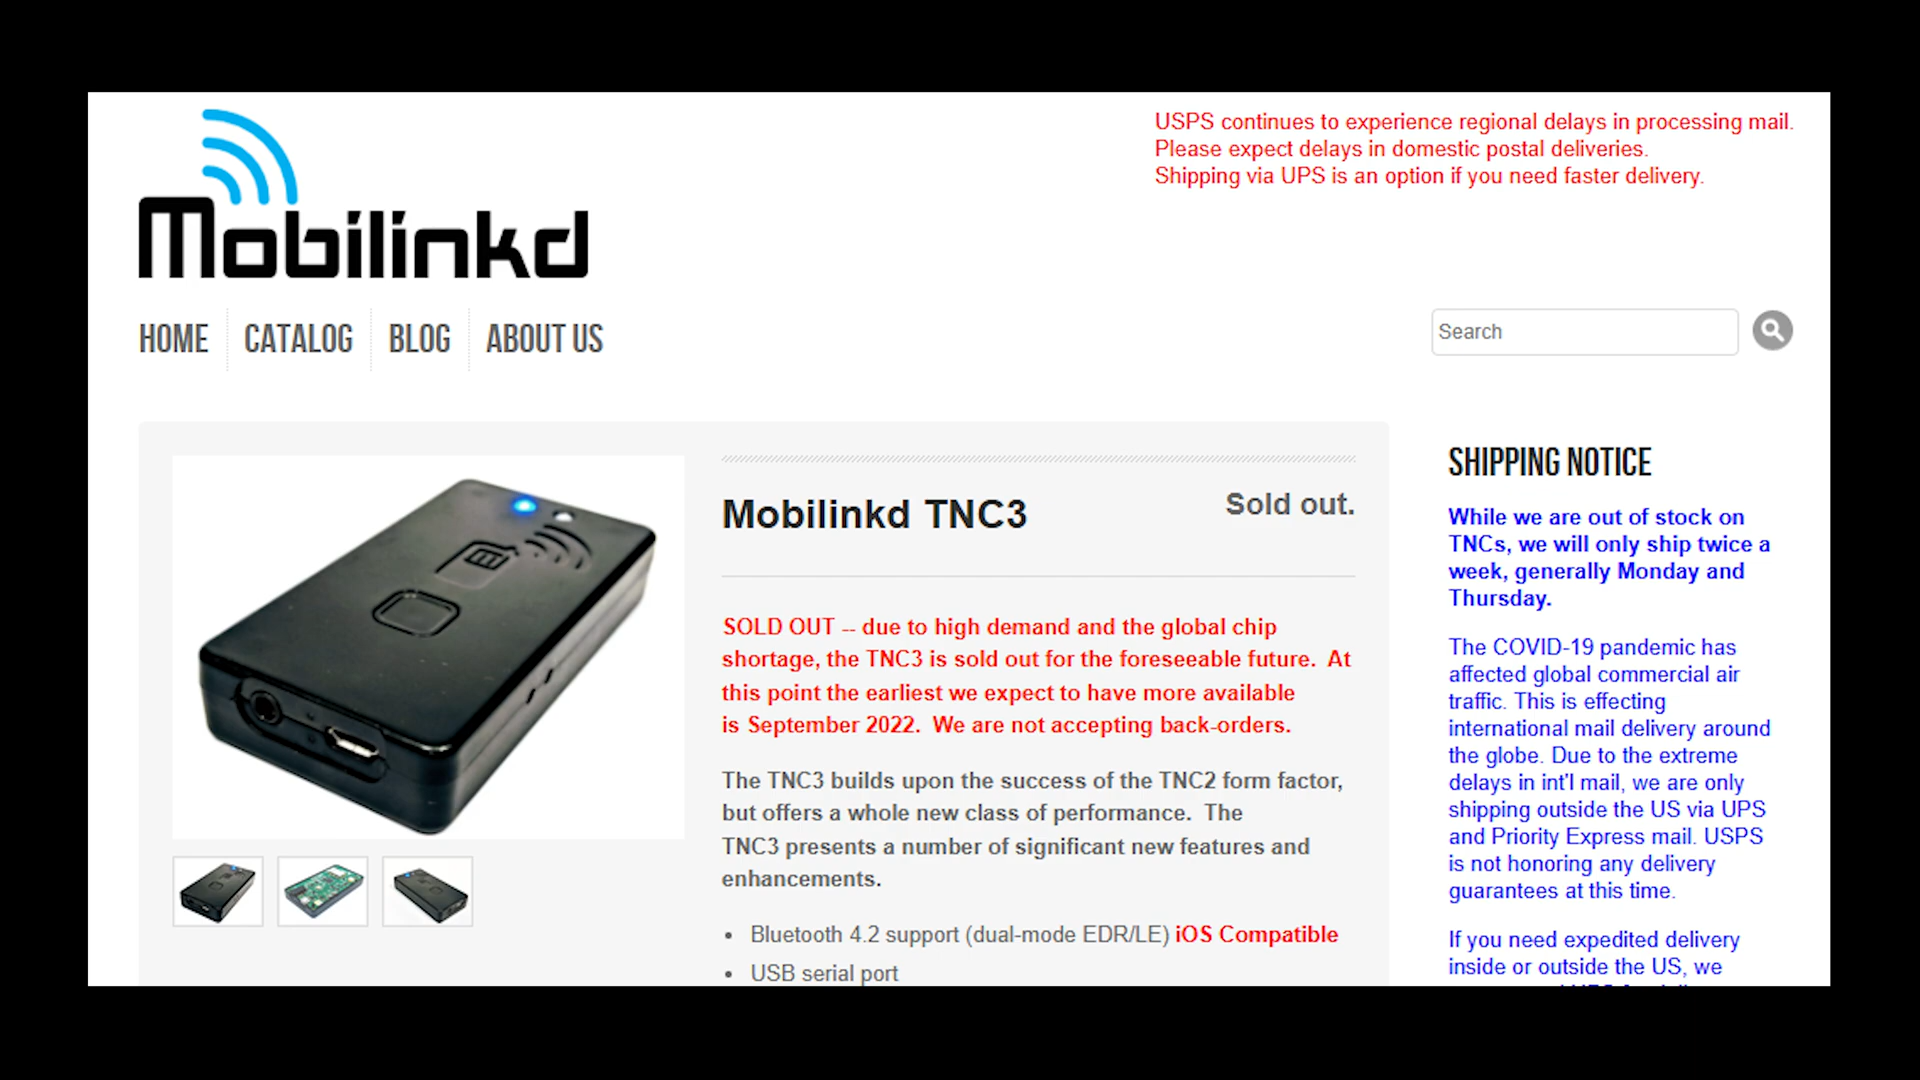 USPS continues to experience regional delays in processing mail.
Please expect delays in domestic postal deliveries.
Shipping via UPS is an option if you need faster delivery.
Mobilinkd
HOME
CATALOG
BLOG
ABOUT US
Search
Mobilinkd TNC3
Sold out.
SOLD OUT -- due to high demand and the global chip
shortage, the TNC3 is sold out for the foreseeable future. At
this point the earliest we expect to have more available
is September 2022. We are not accepting back-orders.
The TNC3 builds upon the success of the TNC2 form factor,
but offers a whole new class of performance. The
TNC3 presents a number of significant new features and
enhancements.
• Bluetooth 4.2 support (dual-mode EDR/LE) iOS Compatible
• USB serial port
SHIPPING NOTICE
While we are out of stock on
TNCs, we will only ship twice a
week, generally Monday and
Thursday.
The COVID-19 pandemic has
affected global commercial air
traffic. This is effecting
international mail delivery around
the globe. Due to the extreme
delays in int'l mail, we are only
shipping outside the US via UPS
and Priority Express mail. USPS
is not honoring any delivery
guarantees at this time.
If you need expedited delivery
inside or outside the US, we